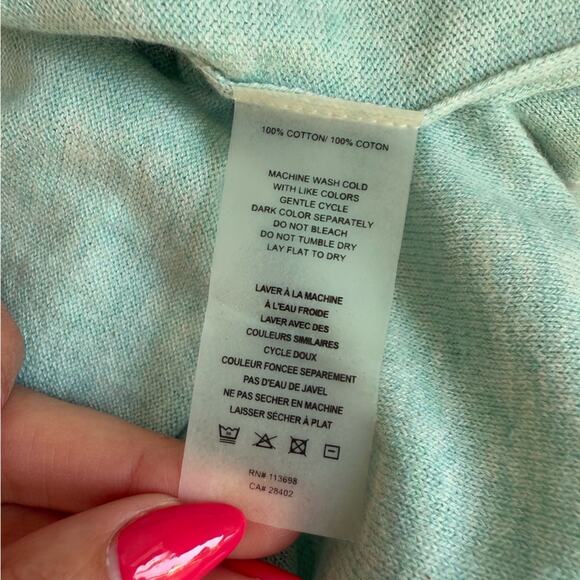 100% COTTON/ 100% COTON
MACHINE WASH COLD
WITH LIKE COLORS
GENTLE CYCLE
DARK COLOR SEPARATELY
DO NOT BLEACH
DO NOT TUMBLE DRY
LAY FLAT TO DRY
LAVER À LA MACHINE
À L'EAU FROIDE
LAVER AVEC DES
COULEURS SIMILAIRES
CYCLE DOUX
COULEUR FONCEE SEPAREMENT
PAS D'EAU DE JAVEL
NE PAS SECHER EN MACHINE
LAISSER SÈCHER À PLAT
RN# 113698
CA# 28402